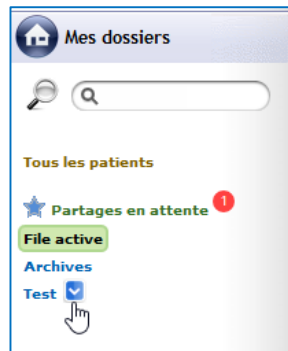 Mes dossiers
Tous les patients
Partages en attente 1
File active
Archives
Test